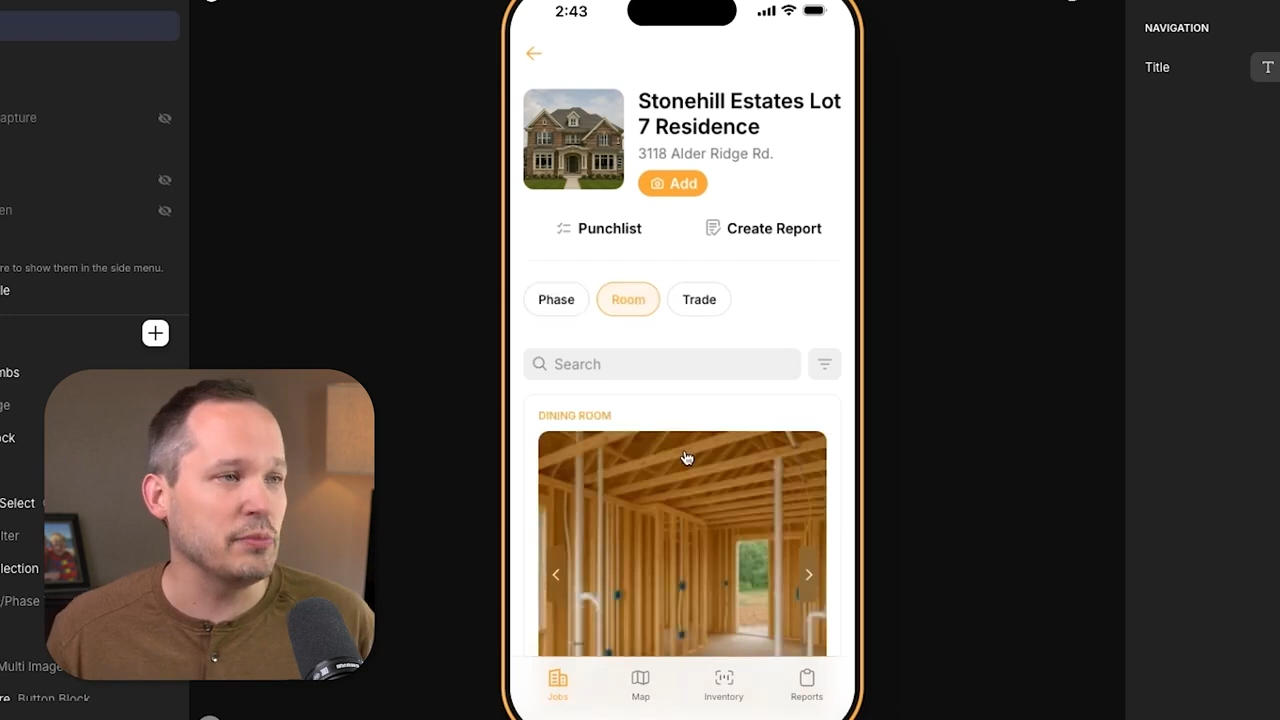 2:43
NAVIGATION
Title
apture
en
re to show them in the side menu.
le
mbs
ge
ock
Select
lter
lection
/Phase
Multi Image
re Button Block
Stonehill Estates Lot
7 Residence
3118 Alder Ridge Rd.
Add
Punchlist
Create Report
Phase
Room
Trade
Search
DINING ROOM
Jobs
Map
Inventory
Reports